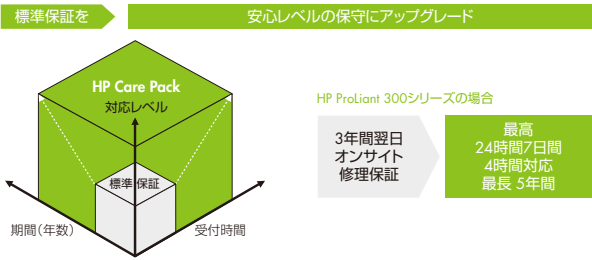 標準保証を
安心レベルの保守にアップグレード
HP Care Pack
対応レベル
標準保証
期間(年数)
受付時間
HP ProLiant 300シリーズの場合
3年間翌日
オンサイト
修理保証
最高
24時間7日間
4時間対応
最長 5年間